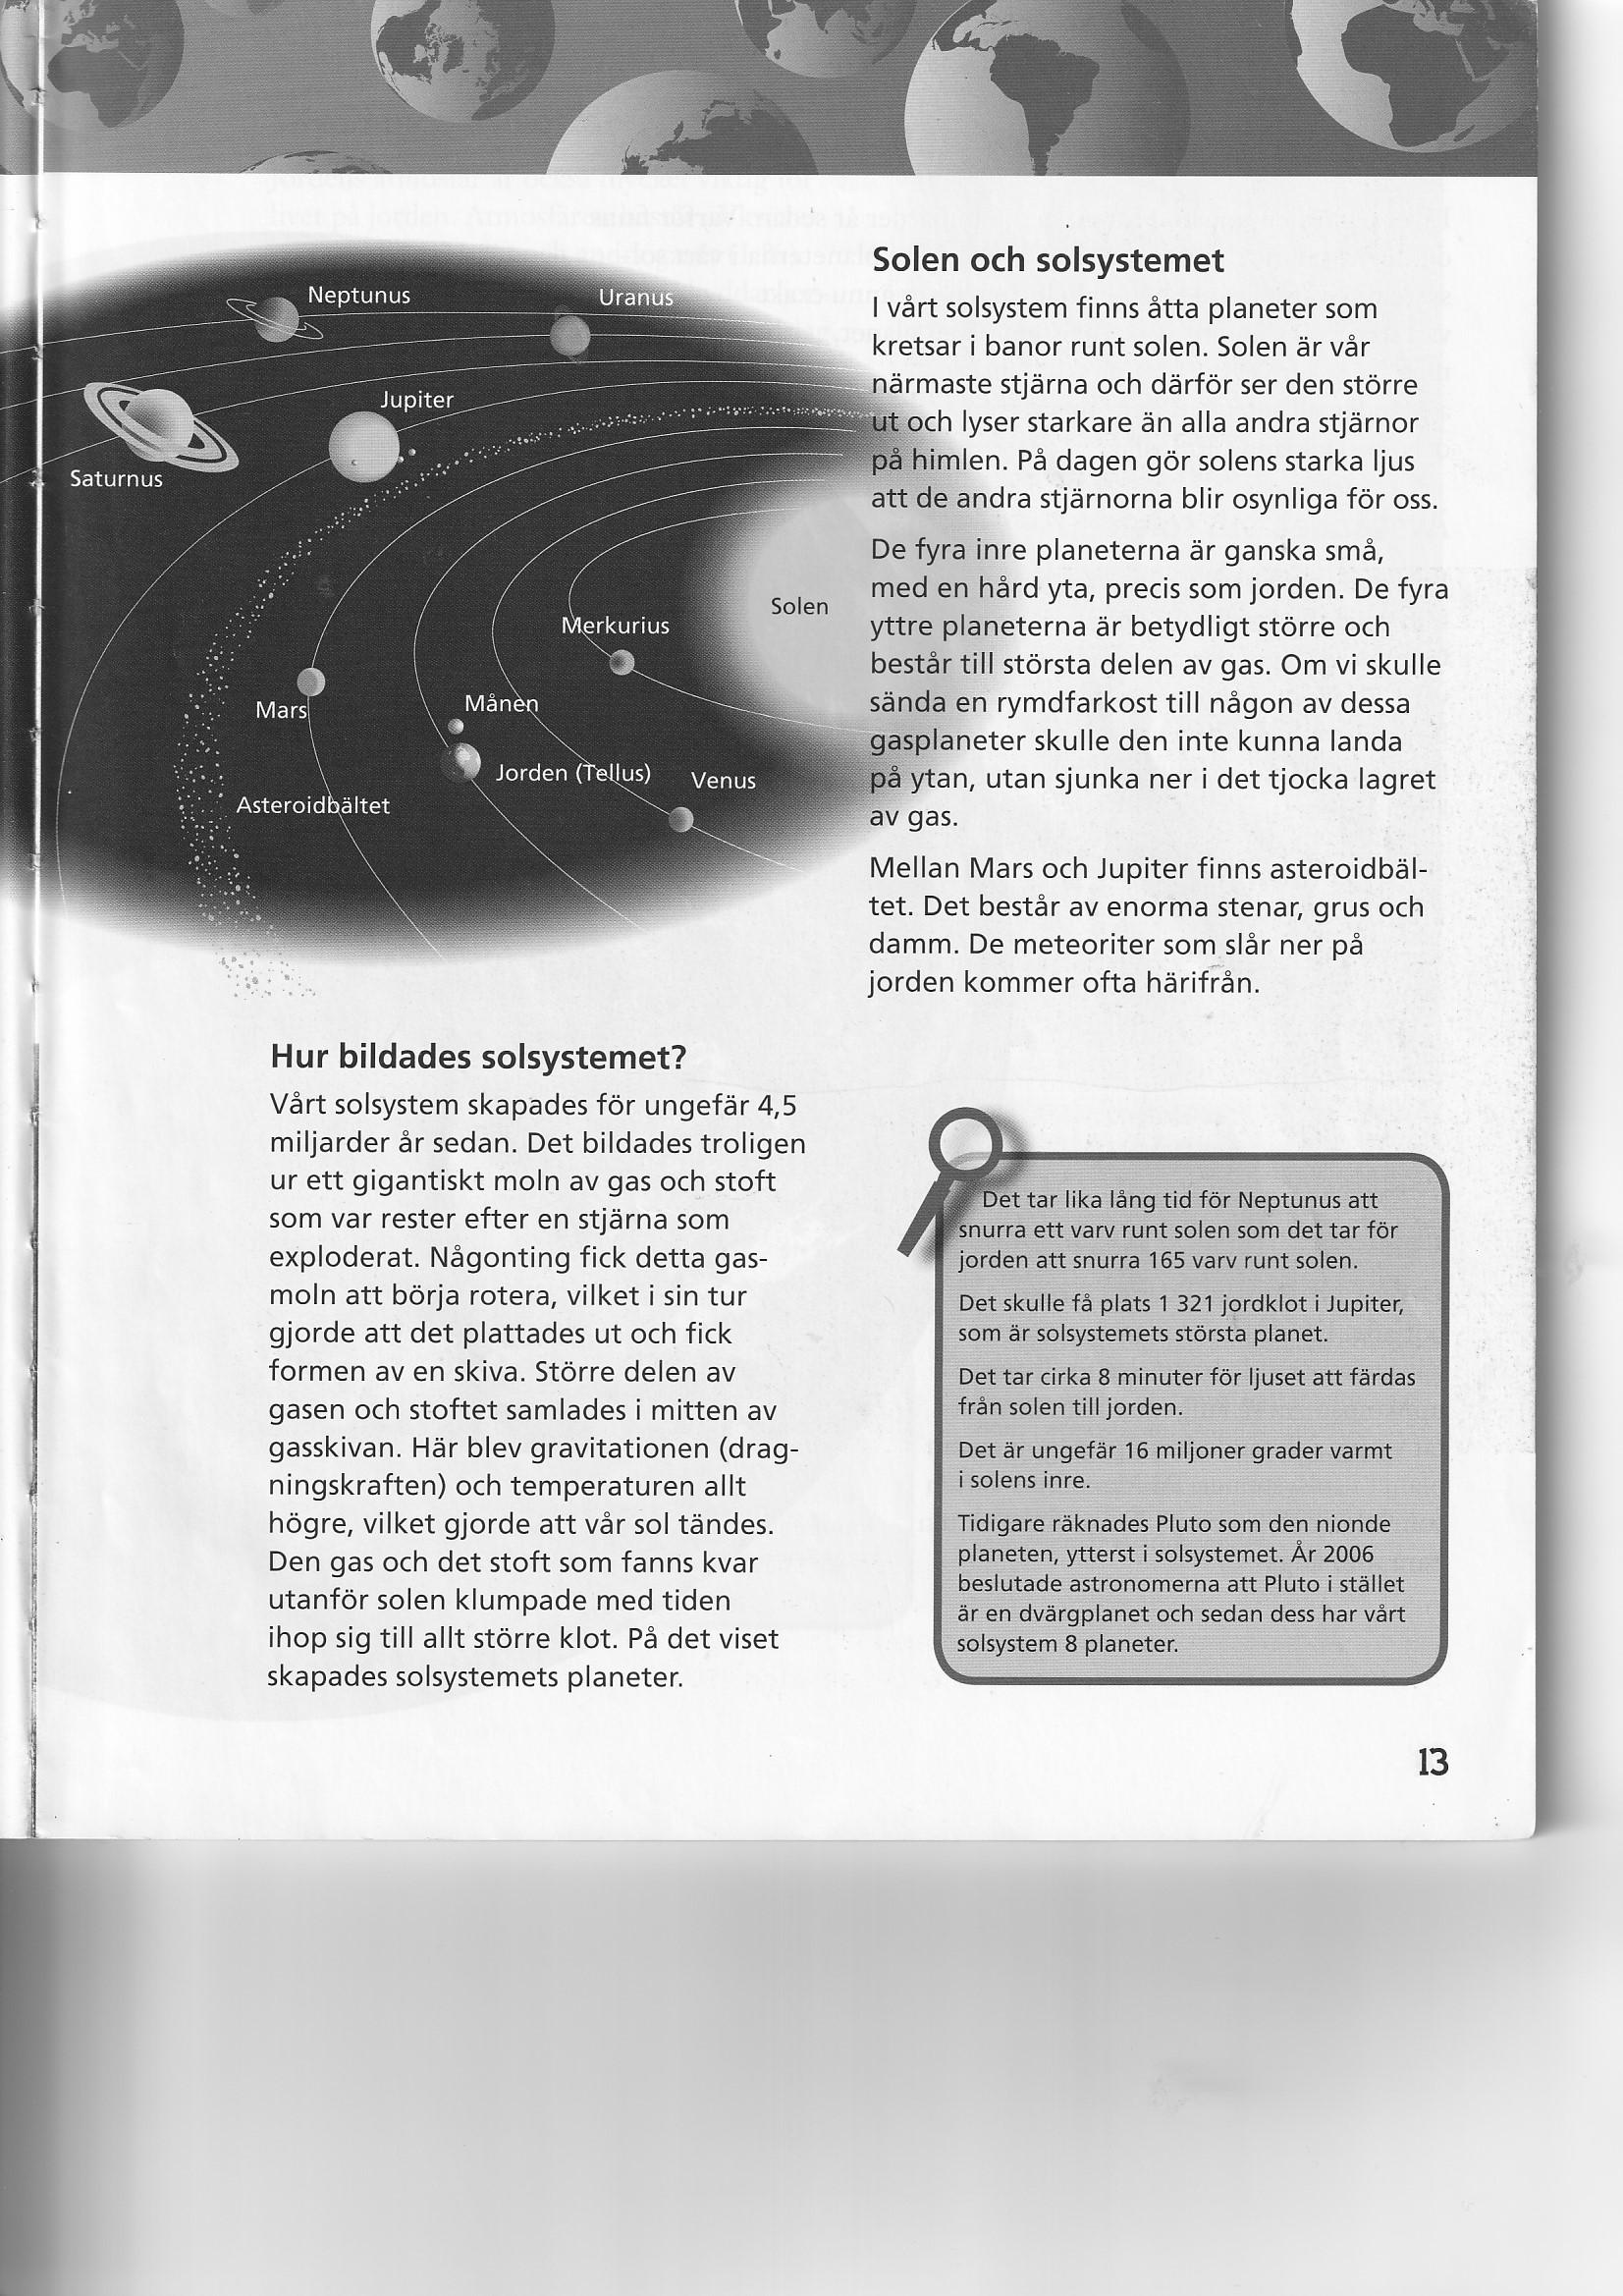 Neptunus
Uranus
Jupiter
Saturnus
Solen
Merkurius
Mars
Månen
Jorden (Tellus)
Venus
Asteroidbältet
Solen och solsystemet
I vårt solsystem finns åtta planeter som
kretsar i banor runt solen. Solen är vår
närmaste stjärna och därför ser den större
ut och lyser starkare än alla andra stjärnor
på himlen. På dagen gör solens starka ljus
att de andra stjärnorna blir osynliga för oss.
De fyra inre planeterna är ganska små,
med en hård yta, precis som jorden. De fyra
yttre planeterna är betydligt större och
består till största delen av gas. Om vi skulle
sända en rymdfarkost till någon av dessa
gasplaneter skulle den inte kunna landa
på ytan, utan sjunka ner i det tjocka lagret
av gas.
Mellan Mars och Jupiter finns asteroidbäl-
tet. Det består av enorma stenar, grus och
damm. De meteoriter som slår ner på
jorden kommer ofta härifrån.
Hur bildades solsystemet?
Vårt solsystem skapades för ungefär 4,5
miljarder år sedan. Det bildades troligen
ur ett gigantiskt moln av gas och stoft
som var rester efter en stjärna som
exploderat. Någonting fick detta gas-
moln att börja rotera, vilket i sin tur
gjorde att det plattades ut och fick
formen av en skiva. Större delen av
gasen och stoftet samlades i mitten av
gasskivan. Här blev gravitationen (drag-
ningskraften) och temperaturen allt
högre, vilket gjorde att vår sol tändes.
Den gas och det stoft som fanns kvar
utanför solen klumpade med tiden
ihop sig till allt större klot. På det viset
skapades solsystemets planeter.
Det tar lika lång tid för Neptunus att
snurra ett varv runt solen som det tar för
jorden att snurra 165 varv runt solen.
Det skulle få plats 1 321 jordklot i Jupiter,
som är solsystemets största planet.
Det tar cirka 8 minuter för ljuset att färdas
från solen till jorden.
Det är ungefär 16 miljoner grader varmt
i solens inre.
Tidigare räknades Pluto som den nionde
planeten, ytterst i solsystemet. År 2006
beslutade astronomerna att Pluto i stället
är en dvärgplanet och sedan dess har vårt
solsystem 8 planeter.
13